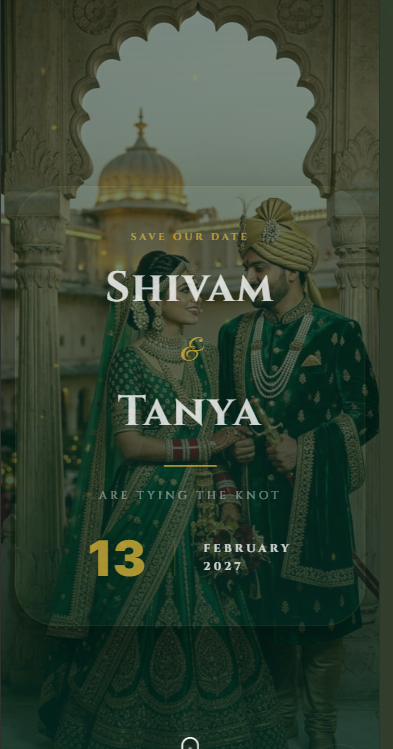 SAVE OUR DATE
SHIVAM
&
TANYA
ARE TYING THE KNOT
13
FEBRUARY
2027